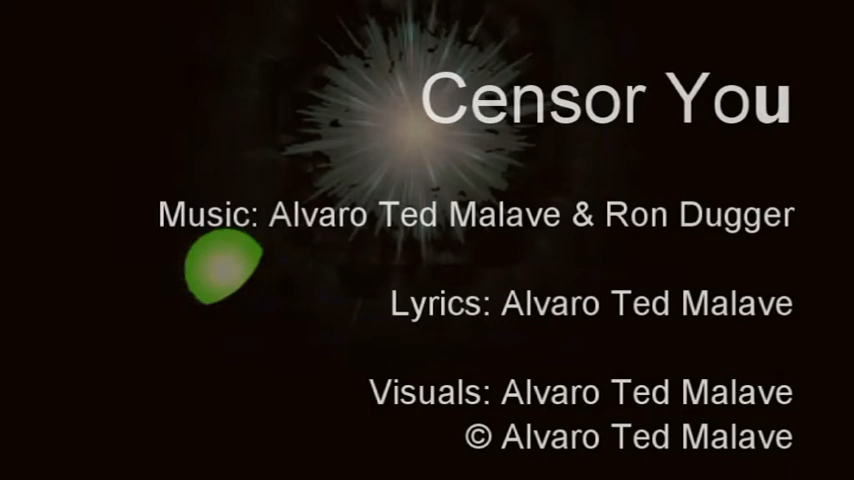 Censor You
Music: Alvaro Ted Malave & Ron Dugger
Lyrics: Alvaro Ted Malave
Visuals: Alvaro Ted Malave
© Alvaro Ted Malave